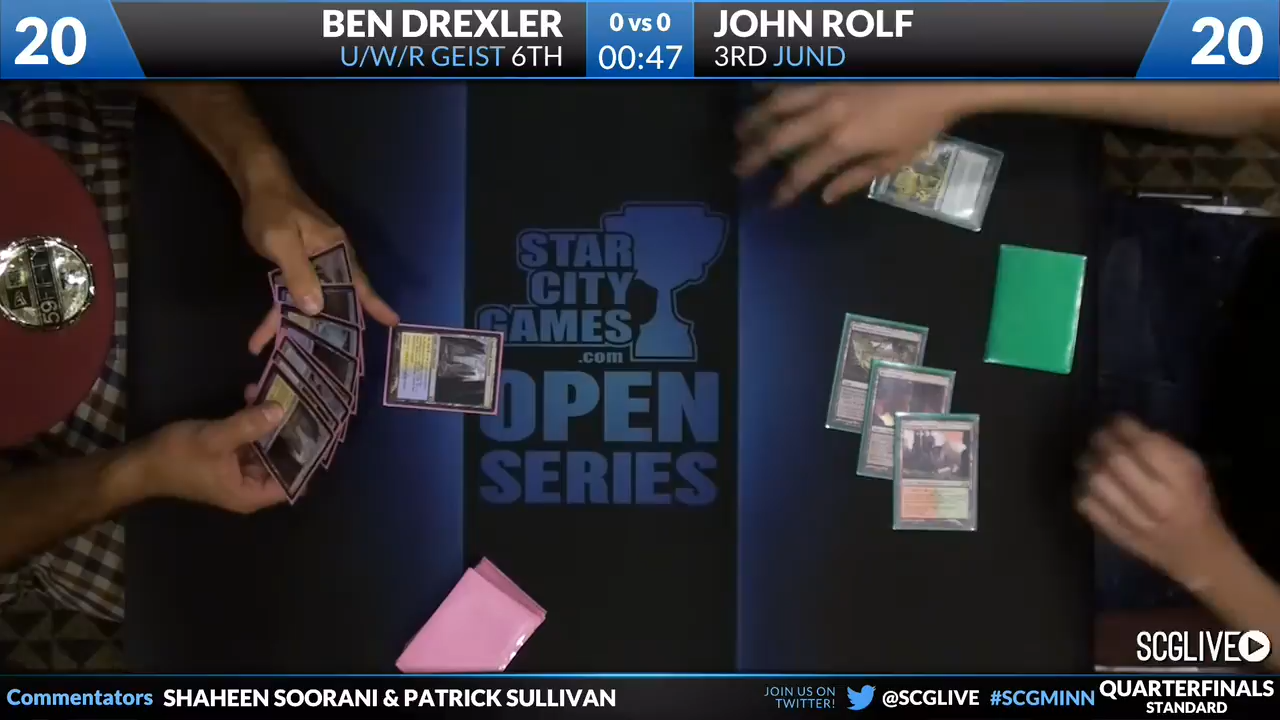 20
BEN DREXLER
U/W/R GEIST 6TH
0 vs 0
00:47
JOHN ROLF
3RD JUND
20
STAR
CITY
GAMES
.com
OPEN
SERIES
59
SCGLIVE
Commentators SHAHEEN SOORANI & PATRICK SULLIVAN
JOIN US ON
TWITTER!
@SCGLIVE #SCGMINN
QUARTERFINALS
STANDARD